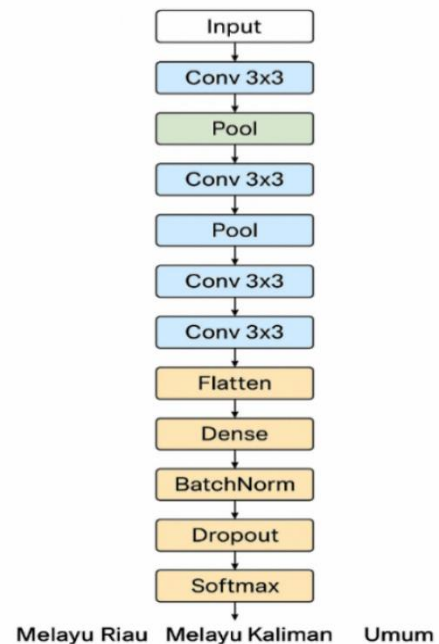 Input
Conv 3x3
Pool
Conv 3x3
Pool
Conv 3x3
Conv 3x3
Flatten
Dense
BatchNorm
Dropout
Softmax
Melayu Riau Melayu Kaliman Umum